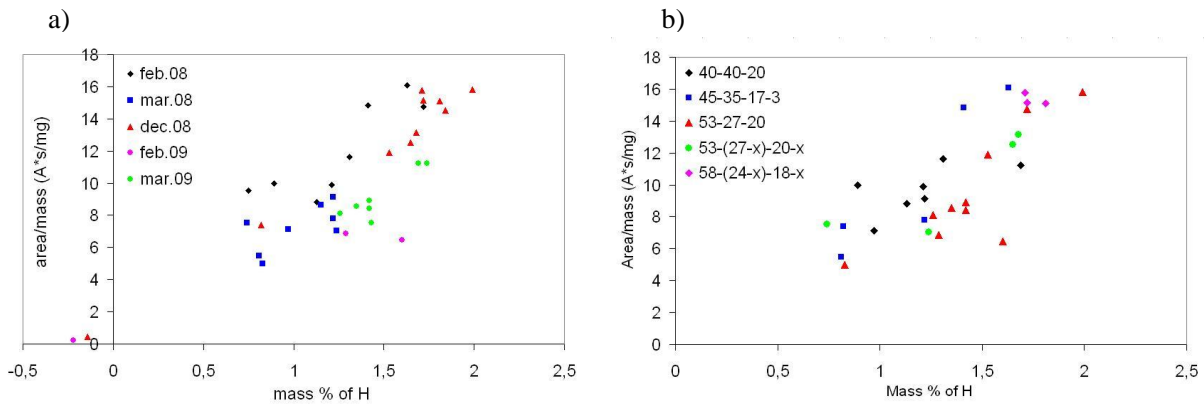 a)
area/mass (A*s/mg)
18
16
14
12
10
8
6
4
2
0
feb.08
mar.08
dec.08
feb.09
mar.09
-0,5 0 0,5 1 1,5 2 2,5
mass % of H
b)
Area/mass (A*s/mg)
18
16
14
12
10
8
6
4
2
0
40-40-20
45-35-17-3
53-27-20
53-(27-x)-20-x
58-(24-x)-18-x
0 0,5 1 1,5 2 2,5
Mass % of H